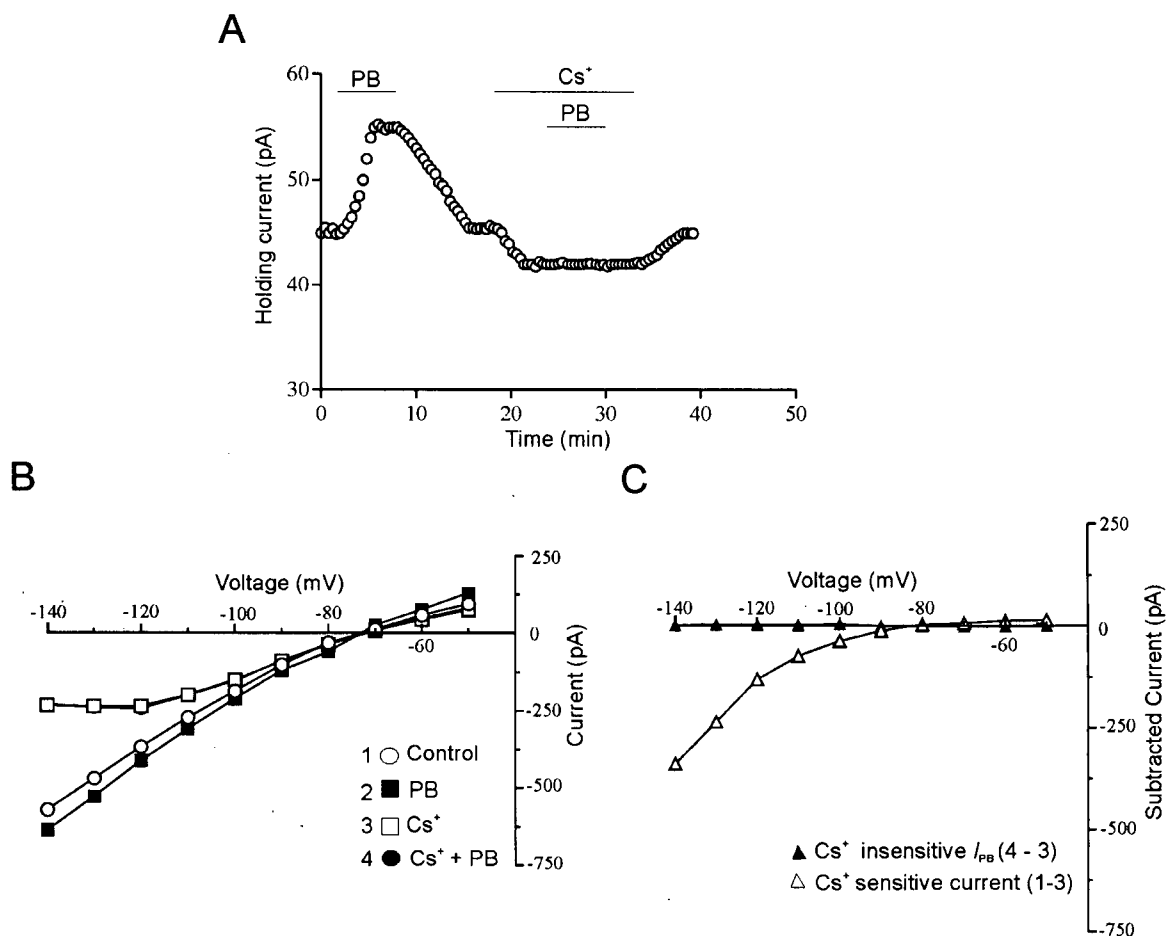 A
60
50
40
30
Holding current (pA)
PB
Cs⁺
PB
0
10
20
30
40
50
Time (min)
B
Voltage (mV)
-140
-120
-100
-80
-60
250
0
-250
-500
-750
Current (pA)
1 Control
2 PB
3 Cs⁺
4 Cs⁺ + PB
C
Voltage (mV)
-140
-120
-100
-80
-60
250
0
-250
-500
-750
Subtracted Current (pA)
Cs⁺ insensitive I_PB (4 - 3)
Cs⁺ sensitive current (1-3)